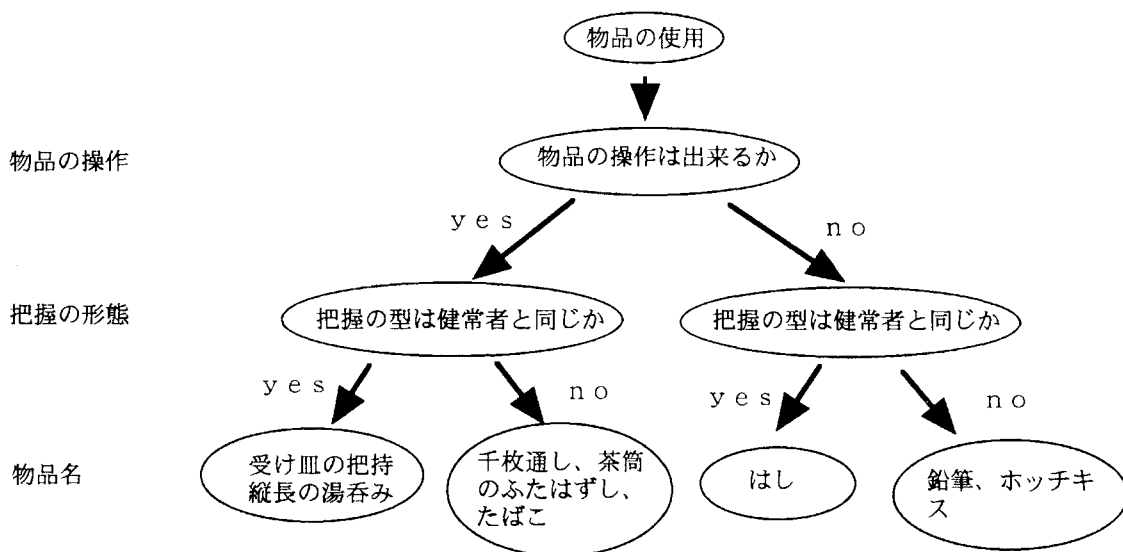 物品の使用
物品の操作
物品の操作は出来るか
yes
no
把握の形態
把握の型は健常者と同じか
把握の型は健常者と同じか
yes
no
yes
no
物品名
受け皿の把持
縦長の湯呑み
千枚通し、茶筒
のふたはずし、
たばこ
はし
鉛筆、ホッチキ
ス